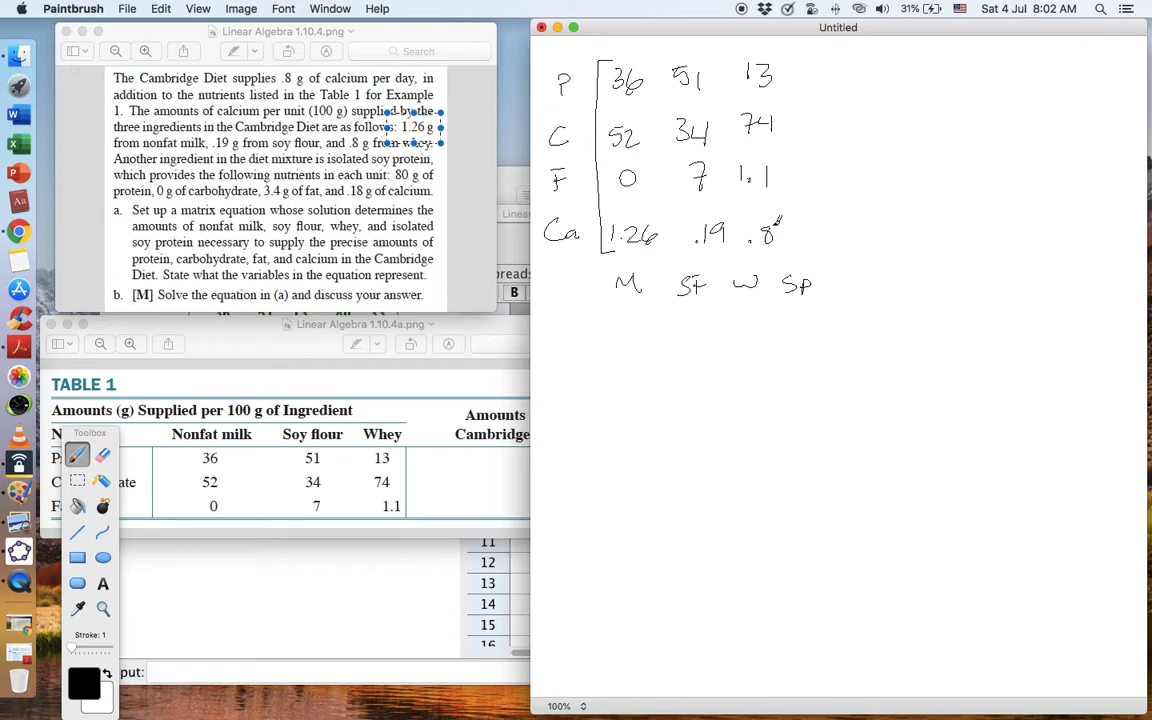 Paintbrush File Edit View Image Font Window Help
31% Sat 4 Jul 8:02 AM
Linear Algebra 1.10.4.png
Search
The Cambridge Diet supplies .8 g of calcium per day, in
addition to the nutrients listed in the Table 1 for Example
1. The amounts of calcium per unit (100 g) supplied by the
three ingredients in the Cambridge Diet are as follows: 1.26 g
from nonfat milk, .19 g from soy flour, and .8 g from whey.
Another ingredient in the diet mixture is isolated soy protein,
which provides the following nutrients in each unit: 80 g of
protein, 0 g of carbohydrate, 3.4 g of fat, and .18 g of calcium.
a. Set up a matrix equation whose solution determines the
amounts of nonfat milk, soy flour, whey, and isolated
soy protein necessary to supply the precise amounts of
protein, carbohydrate, fat, and calcium in the Cambridge
Diet. State what the variables in the equation represent.
b. [M] Solve the equation in (a) and discuss your answer.
Linear
preads
B
Linear Algebra 1.10.4a.png
TABLE 1
Amounts (g) Supplied per 100 g of Ingredient
Amounts
N Nonfat milk Soy flour Whey Cambridge
P 36 51 13
C ate 52 34 74
Fa 0 7 1.1
Toolbox
A
Stroke: 1
11
12
13
14
15
16
put:
Untitled
P 36 51 13
C 52 34 74
F 0 7 1.1
Ca 1.26 .19 .8
M SF W SP
100%